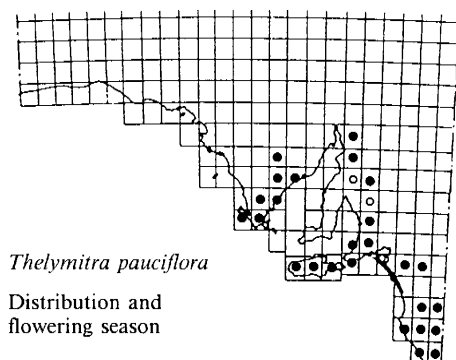 Thelymitra pauciflora
Distribution and
flowering season